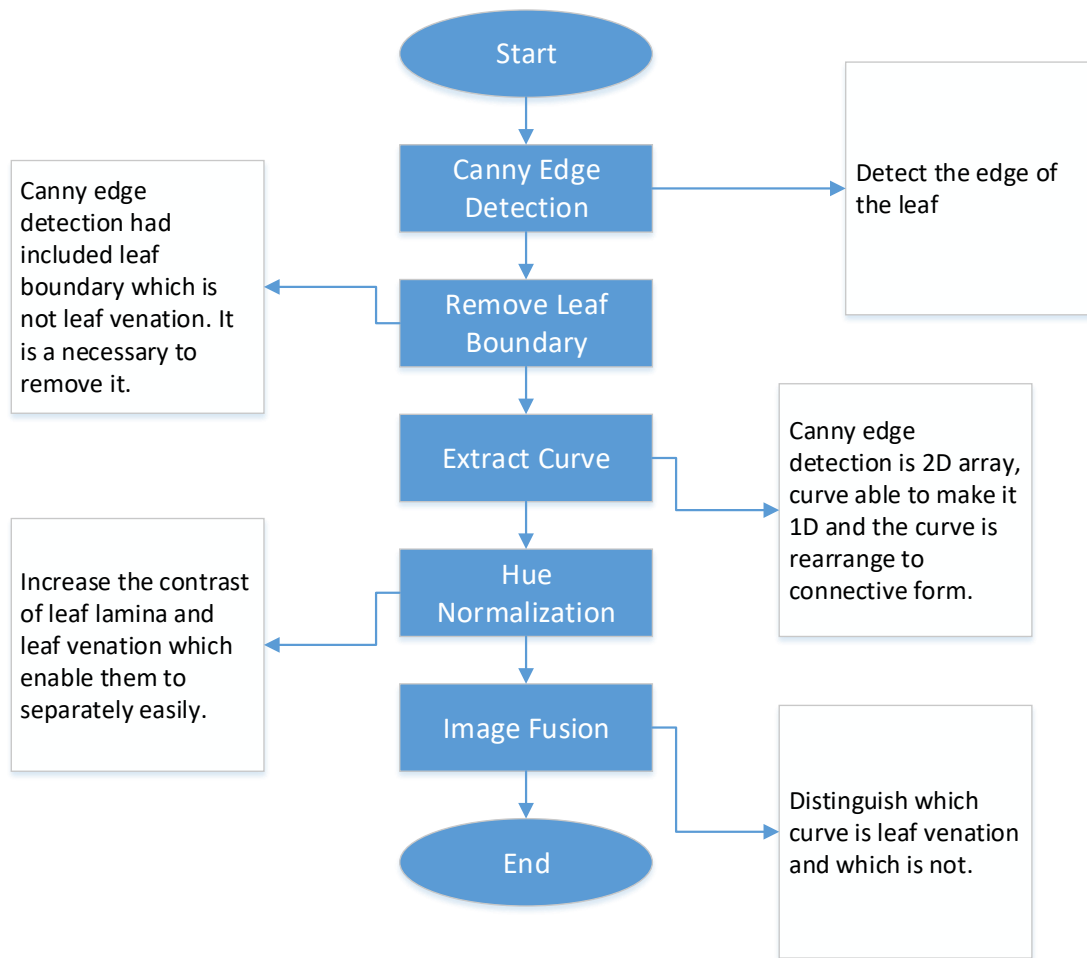 Start
Canny Edge
Detection
Detect the edge of
the leaf
Canny edge
detection had
included leaf
boundary which is
not leaf venation. It
is a necessary to
remove it.
Remove Leaf
Boundary
Extract Curve
Canny edge
detection is 2D array,
curve able to make it
1D and the curve is
rearrange to
connective form.
Hue
Normalization
Increase the contrast
of leaf lamina and
leaf venation which
enable them to
separately easily.
Image Fusion
Distinguish which
curve is leaf venation
and which is not.
End